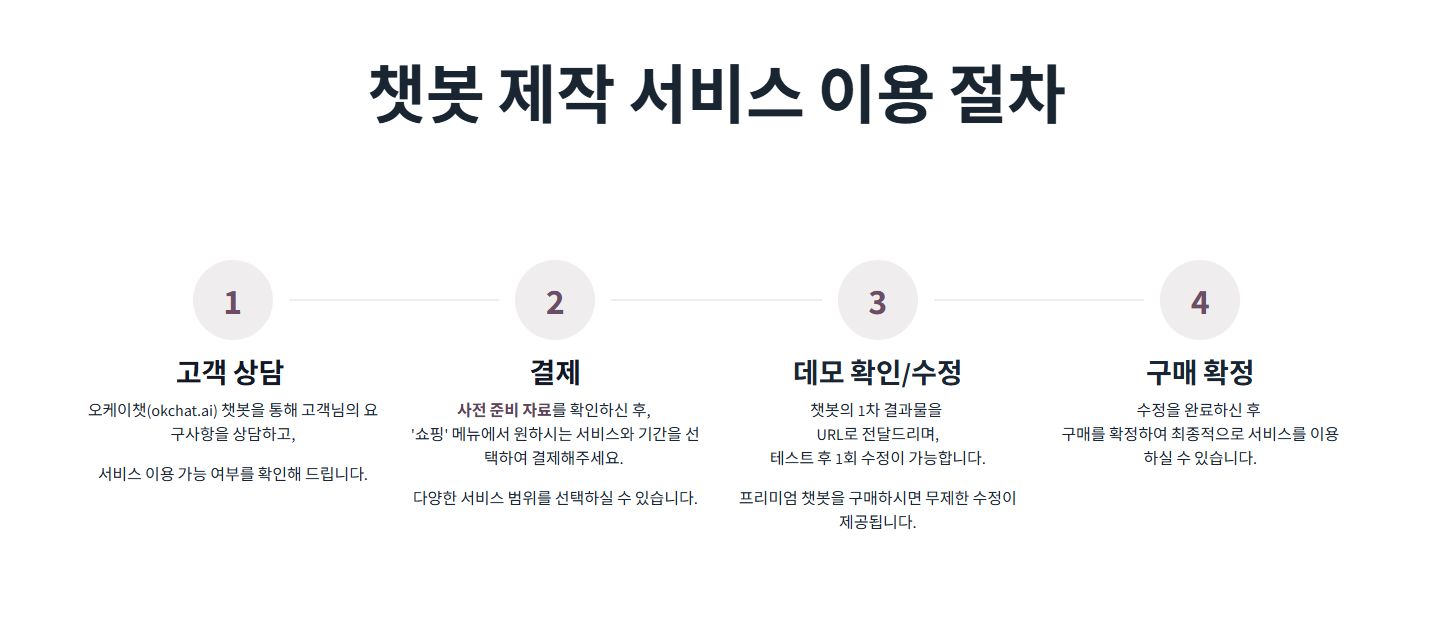 챗봇 제작 서비스 이용 절차
1
고객 상담
오케이챗(okchat.ai) 챗봇을 통해 고객님의 요
구사항을 상담하고,
서비스 이용 가능 여부를 확인해 드립니다.
2
결제
사전 준비 자료를 확인하신 후,
'쇼핑' 메뉴에서 원하시는 서비스와 기간을 선
택하여 결제해주세요.
다양한 서비스 범위를 선택하실 수 있습니다.
3
데모 확인/수정
챗봇의 1차 결과물을
URL로 전달드리며,
테스트 후 1회 수정이 가능합니다.
프리미엄 챗봇을 구매하시면 무제한 수정이
제공됩니다.
4
구매 확정
수정을 완료하신 후
구매를 확정하여 최종적으로 서비스를 이용
하실 수 있습니다.